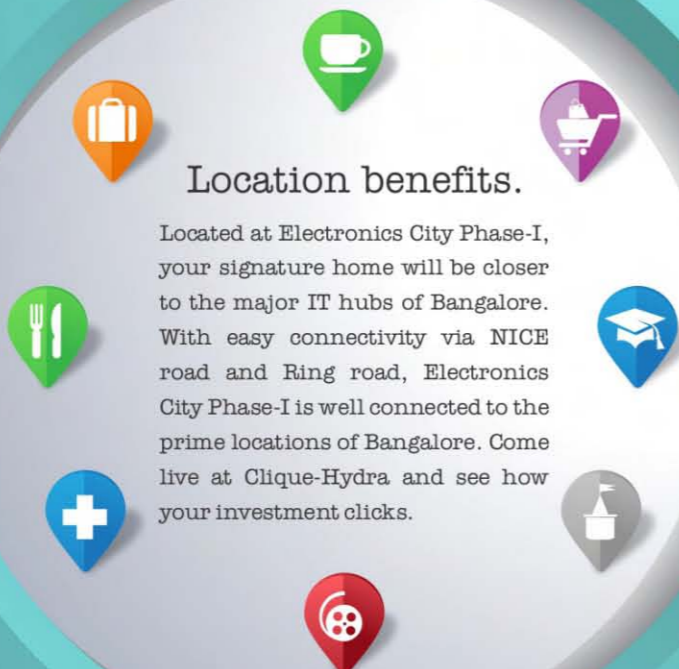 Location benefits.
Located at Electronics City Phase-I,
your signature home will be closer
to the major IT hubs of Bangalore.
With easy connectivity via NICE
road and Ring road, Electronics
City Phase-I is well connected to the
prime locations of Bangalore. Come
live at Clique-Hydra and see how
your investment clicks.